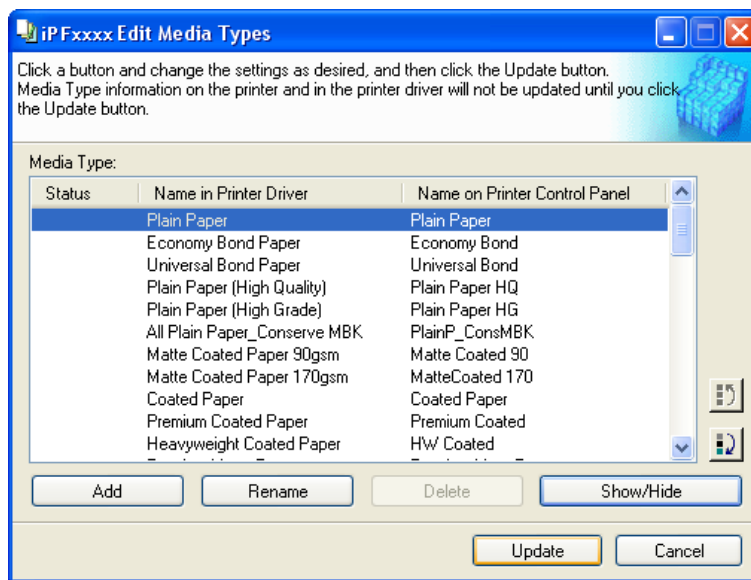 iPFxxxx Edit Media Types
Click a button and change the settings as desired, and then click the Update button.
Media Type information on the printer and in the printer driver will not be updated until you click
the Update button.
Media Type:
Status Name in Printer Driver Name on Printer Control Panel
Plain Paper Plain Paper
Economy Bond Paper Economy Bond
Universal Bond Paper Universal Bond
Plain Paper (High Quality) Plain Paper HQ
Plain Paper (High Grade) Plain Paper HG
All Plain Paper_Conserve MBK PlainP_ConsMBK
Matte Coated Paper 90gsm Matte Coated 90
Matte Coated Paper 170gsm MatteCoated 170
Coated Paper Coated Paper
Premium Coated Paper Premium Coated
Heavyweight Coated Paper HW Coated
Add Rename Delete Show/Hide
Update Cancel